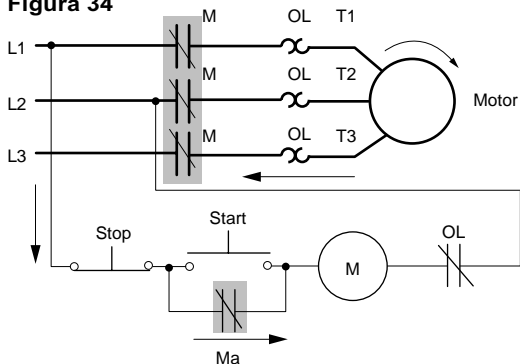 Figura 34
M OL T1
L1
M OL T2
L2 Motor
M OL T3
L3
Stop Start OL
M
Ma